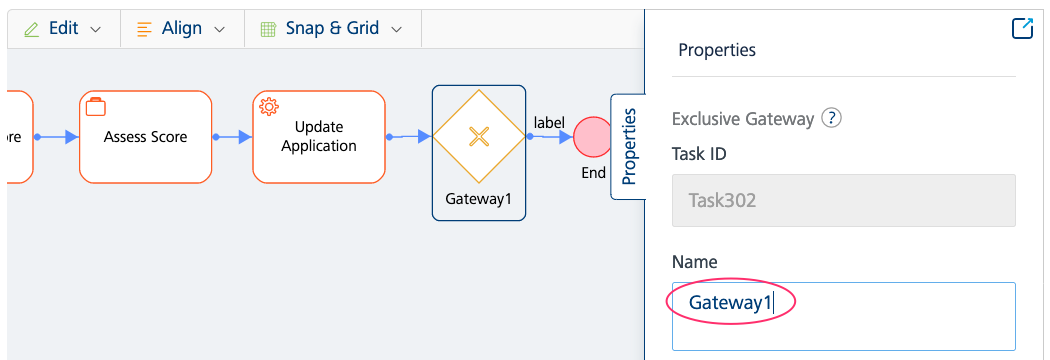 Edit
Align
Snap & Grid
re
Assess Score
Update
Application
Gateway1
label
End
Properties
Properties
Exclusive Gateway ?
Task ID
Task302
Name
Gateway1